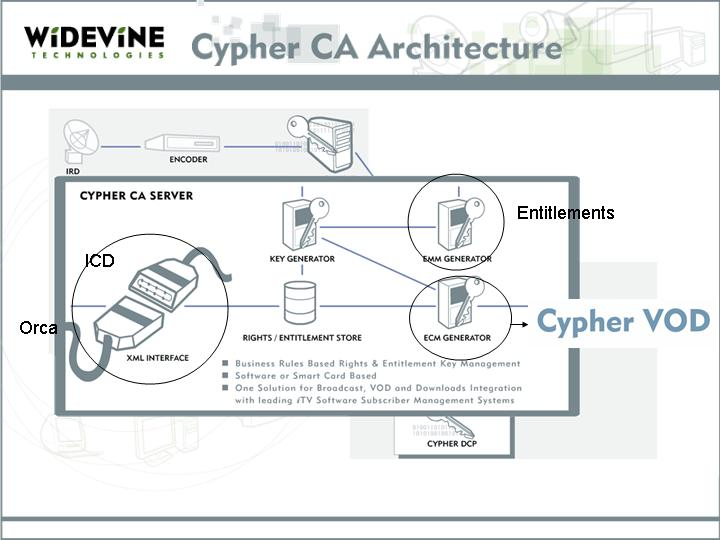 WiDEViNE
TECHNOLOGIES
Cypher CA Architecture
IRD
ENCODER
CYPHER CA SERVER
Entitlements
ICD
KEY GENERATOR
EMM GENERATOR
Orca
Cypher VOD
XML INTERFACE
RIGHTS / ENTITLEMENT STORE
ECM GENERATOR
Business Rules Based Rights & Entitlement Key Management
Software or Smart Card Based
One Solution for Broadcast, VOD and Downloads Integration
with leading iTV Software Subscriber Management Systems
CYPHER DCP